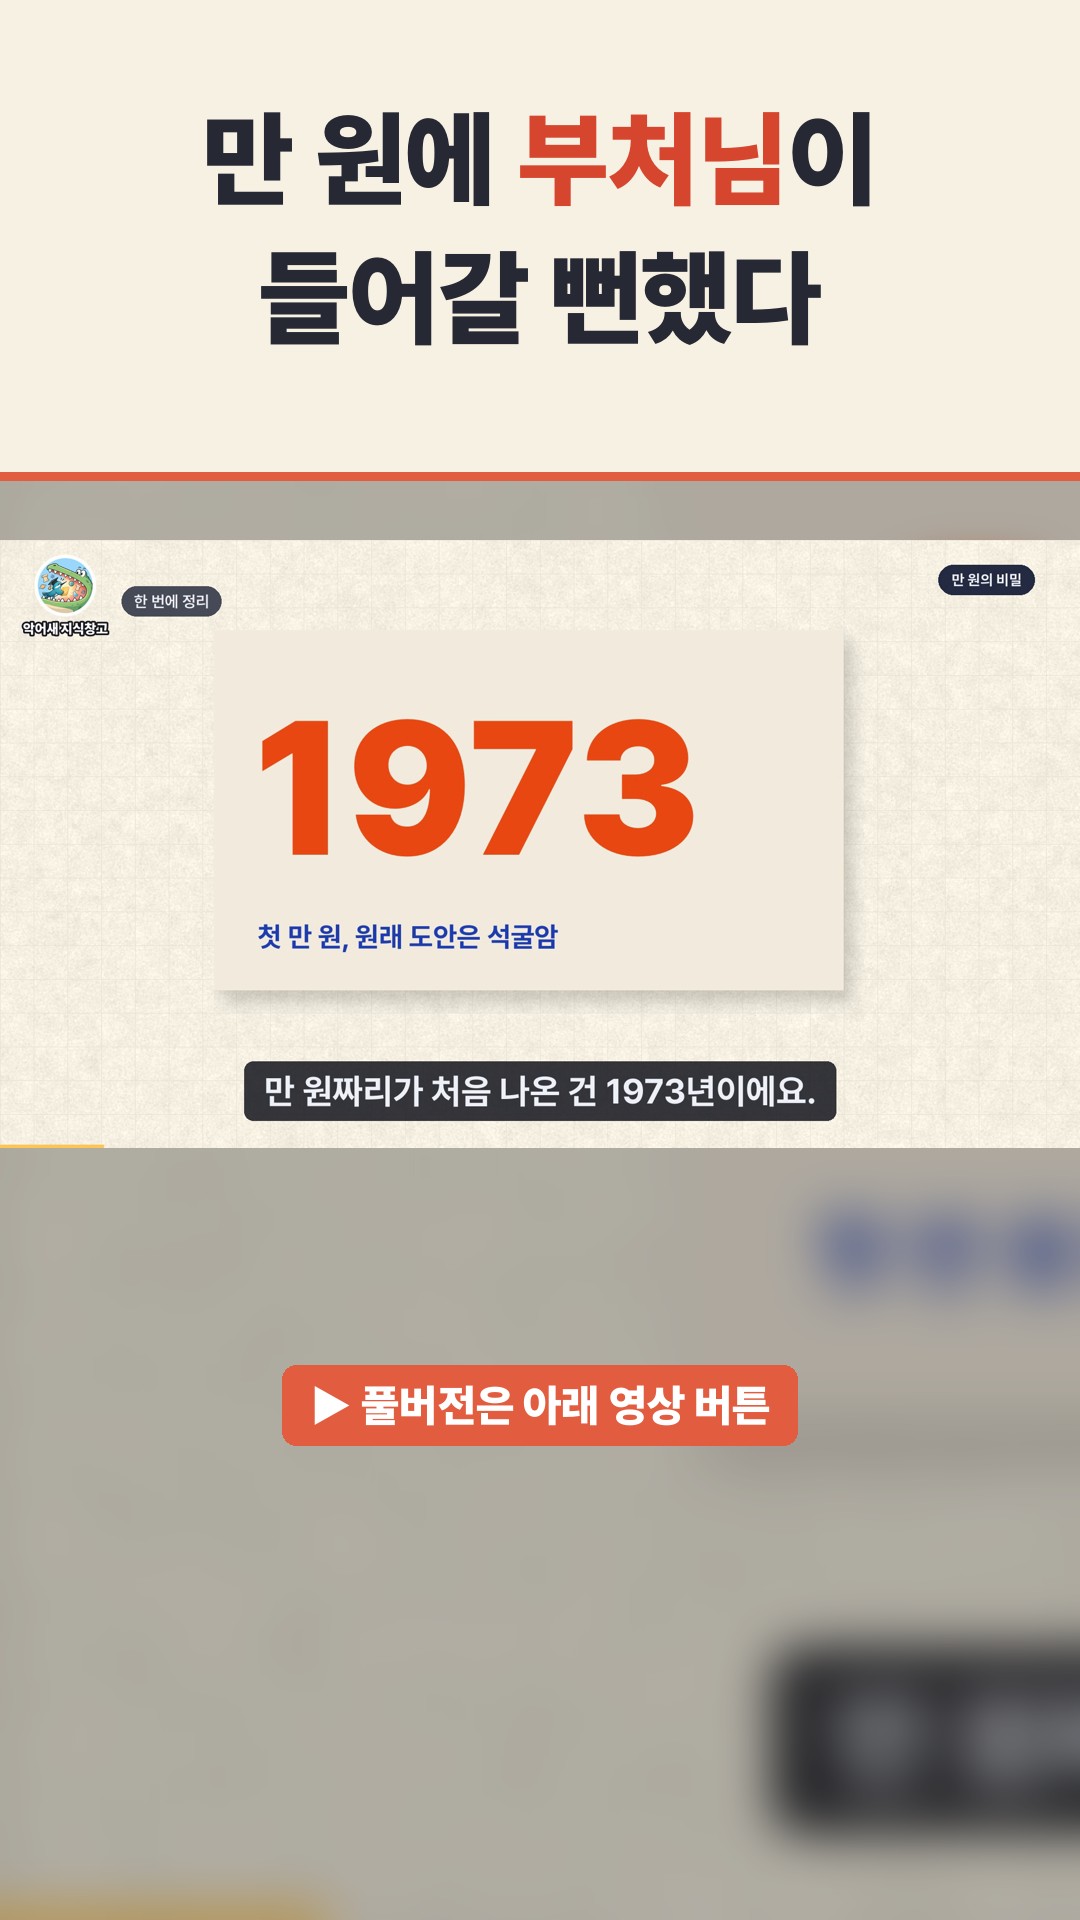 만 원에 부처님이
들어갈 뻔했다
악어새 지식창고
한 번에 정리
만 원의 비밀
1973
첫 만 원, 원래 도안은 석굴암
만 원짜리가 처음 나온 건 1973년이에요.
▶ 풀버전은 아래 영상 버튼